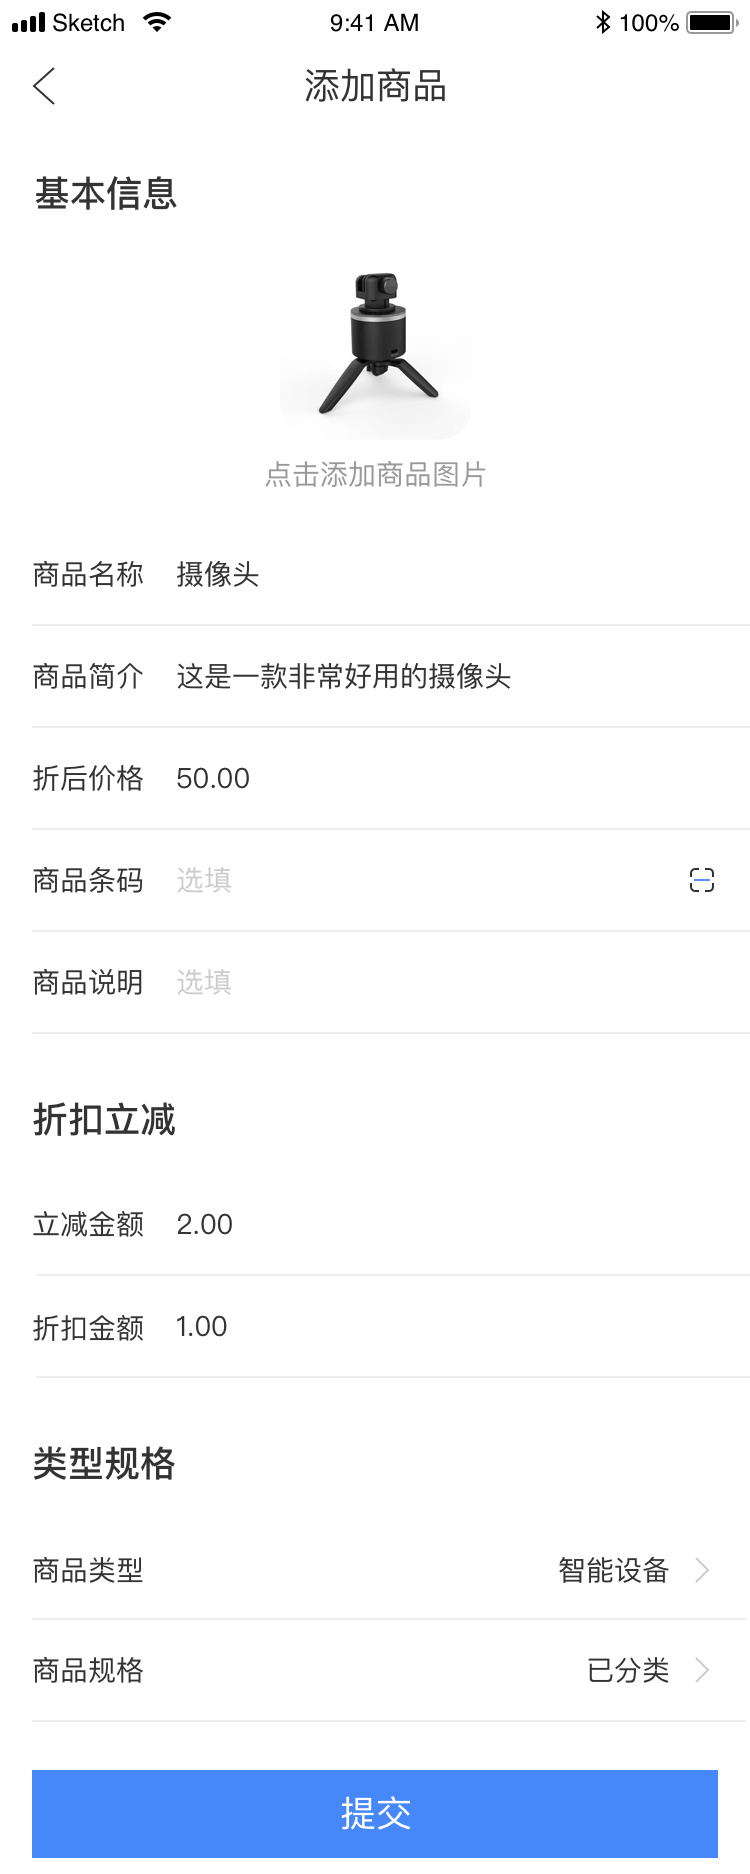 Sketch 9:41 AM 100%
添加商品
基本信息
点击添加商品图片
商品名称 摄像头
商品简介 这是一款非常好用的摄像头
折后价格 50.00
商品条码 选填
商品说明 选填
折扣立减
立减金额 2.00
折扣金额 1.00
类型规格
商品类型 智能设备
商品规格 已分类
提交